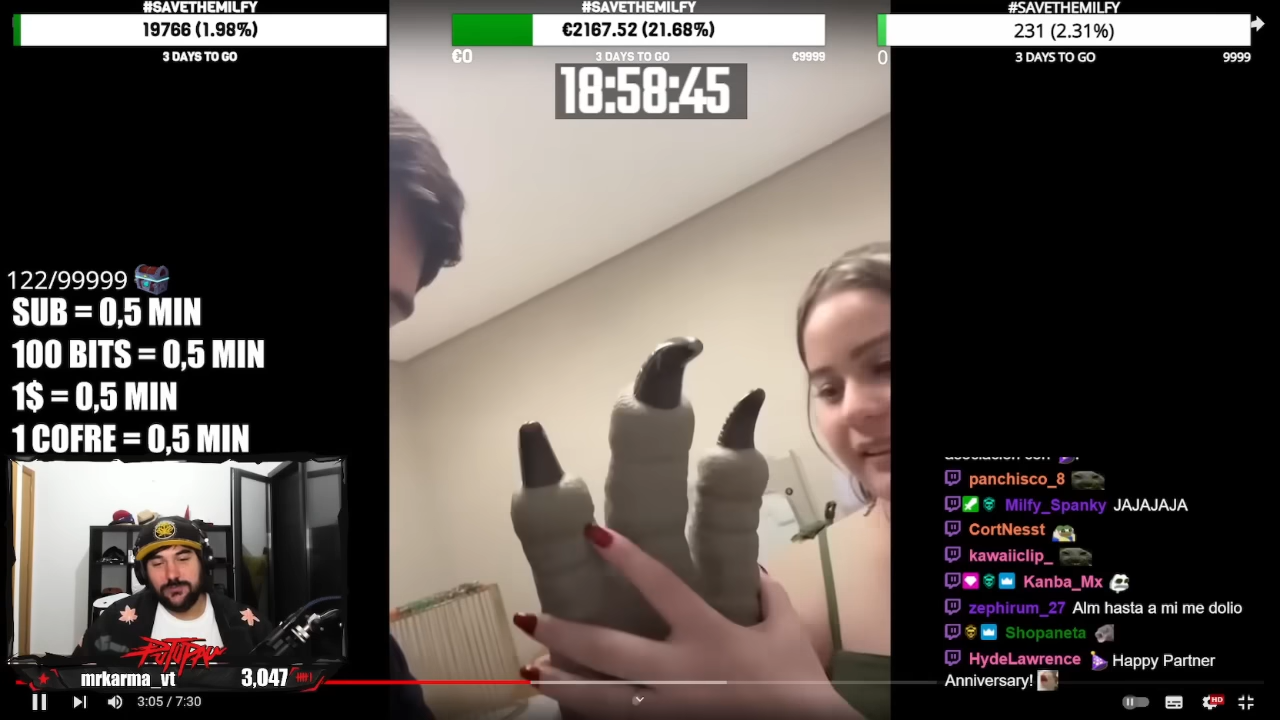 #SAVETHEMILFY
19766 (1.98%)
3 DAYS TO GO
#SAVETHEMILFY
€2167.52 (21.68%)
€0
3 DAYS TO GO
€9999
18:58:45
#SAVETHEMILFY
231 (2.31%)
0
3 DAYS TO GO
9999
122/99999
SUB = 0,5 MIN
100 BITS = 0,5 MIN
1$ = 0,5 MIN
1 COFRE = 0,5 MIN
PUTUPAU
mrkarma_vt
3,047
panchisco_8
Milfy_Spanky JAJAJAJA
CortNesst
kawaiiclip_
Kanba_Mx
zephirum_27 Alm hasta a mi me dolio
Shopaneta
HydeLawrence Happy Partner
Anniversary!
3:05 / 7:30
HD